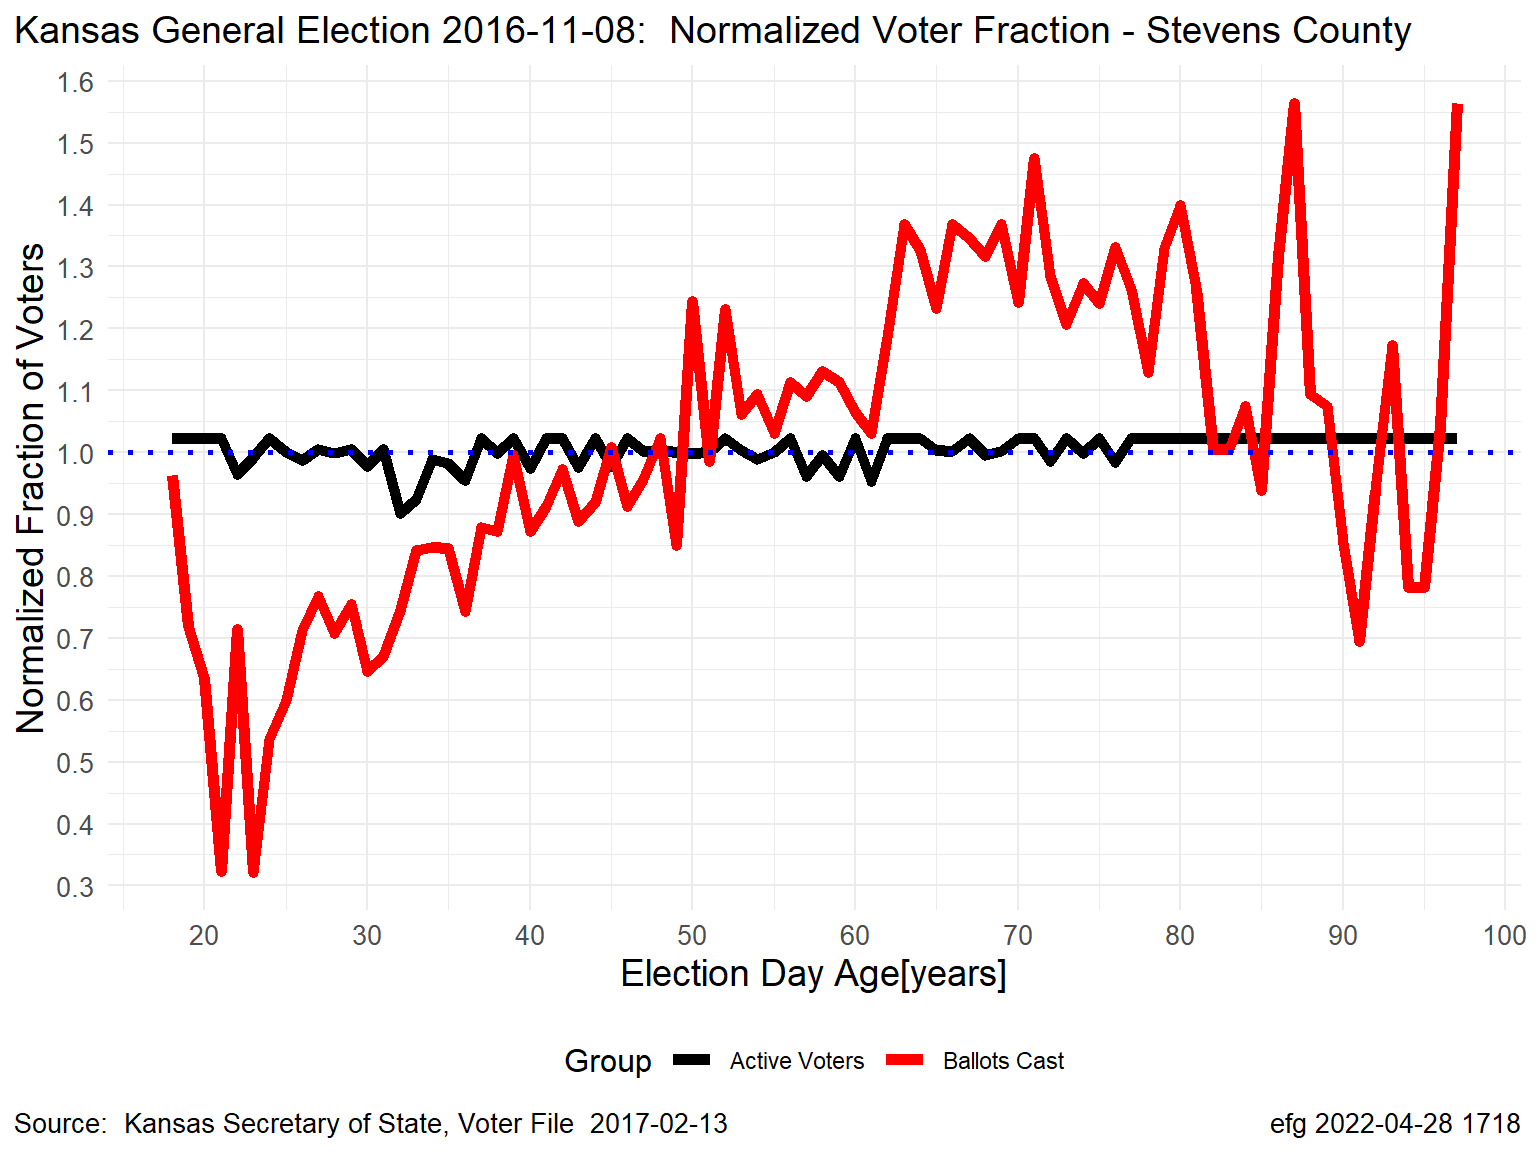 Kansas General Election 2016-11-08:  Normalized Voter Fraction - Stevens County
Normalized Fraction of Voters
1.6
1.5
1.4
1.3
1.2
1.1
1.0
0.9
0.8
0.7
0.6
0.5
0.4
0.3
20 30 40 50 60 70 80 90 100
Election Day Age[years]
Group Active Voters Ballots Cast
Source:  Kansas Secretary of State, Voter File  2017-02-13 efg 2022-04-28 1718